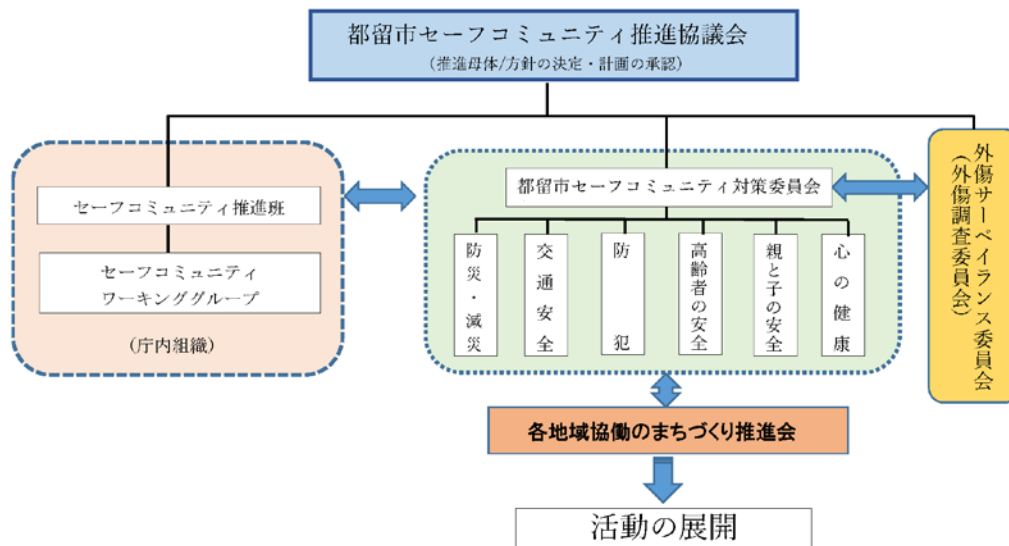 都留市セーフコミュニティ推進協議会
(推進母体/方針の決定・計画の承認)
セーフコミュニティ推進班
セーフコミュニティ
ワーキンググループ
(庁内組織)
都留市セーフコミュニティ対策委員会
防災・減災
交通安全
防犯
高齢者の安全
親と子の安全
心の健康
外傷サーベイランス委員会
(外傷調査委員会)
各地域協働のまちづくり推進会
活動の展開